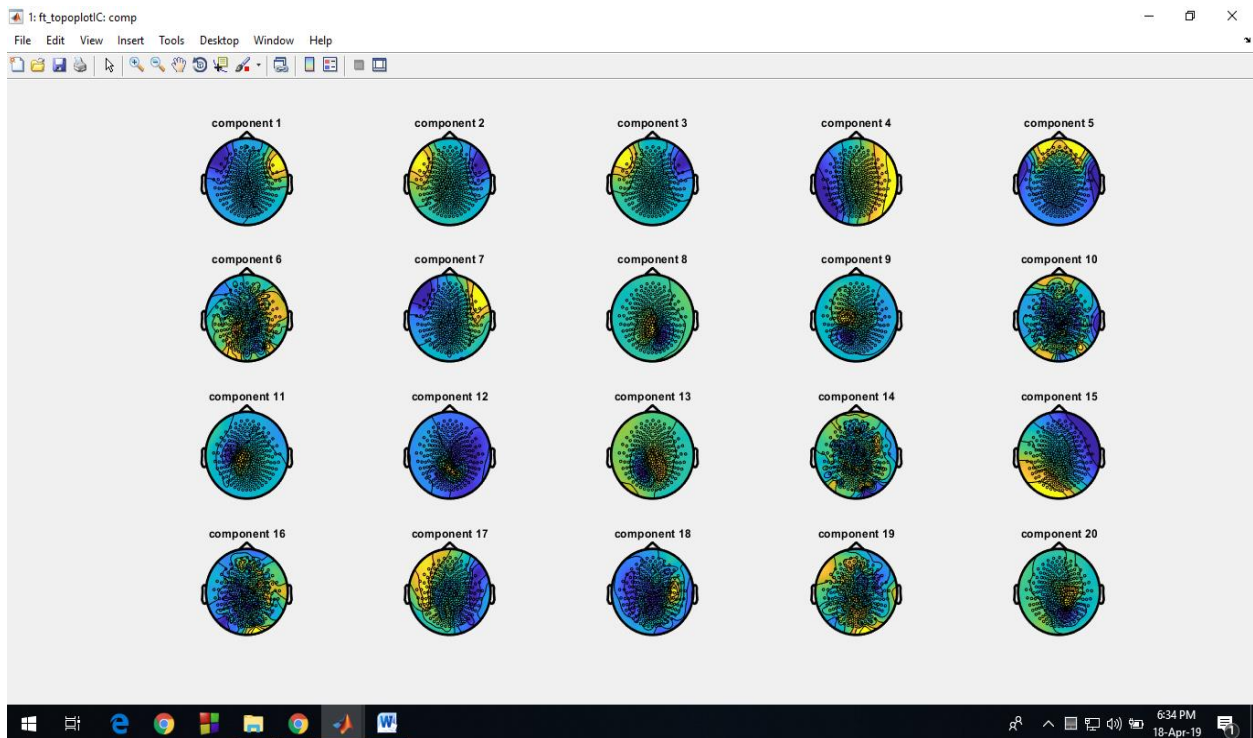 1: ft_topoplotIC: comp
File Edit View Insert Tools Desktop Window Help
component 1 component 2 component 3 component 4 component 5
component 6 component 7 component 8 component 9 component 10
component 11 component 12 component 13 component 14 component 15
component 16 component 17 component 18 component 19 component 20
6:34 PM
18-Apr-19
1